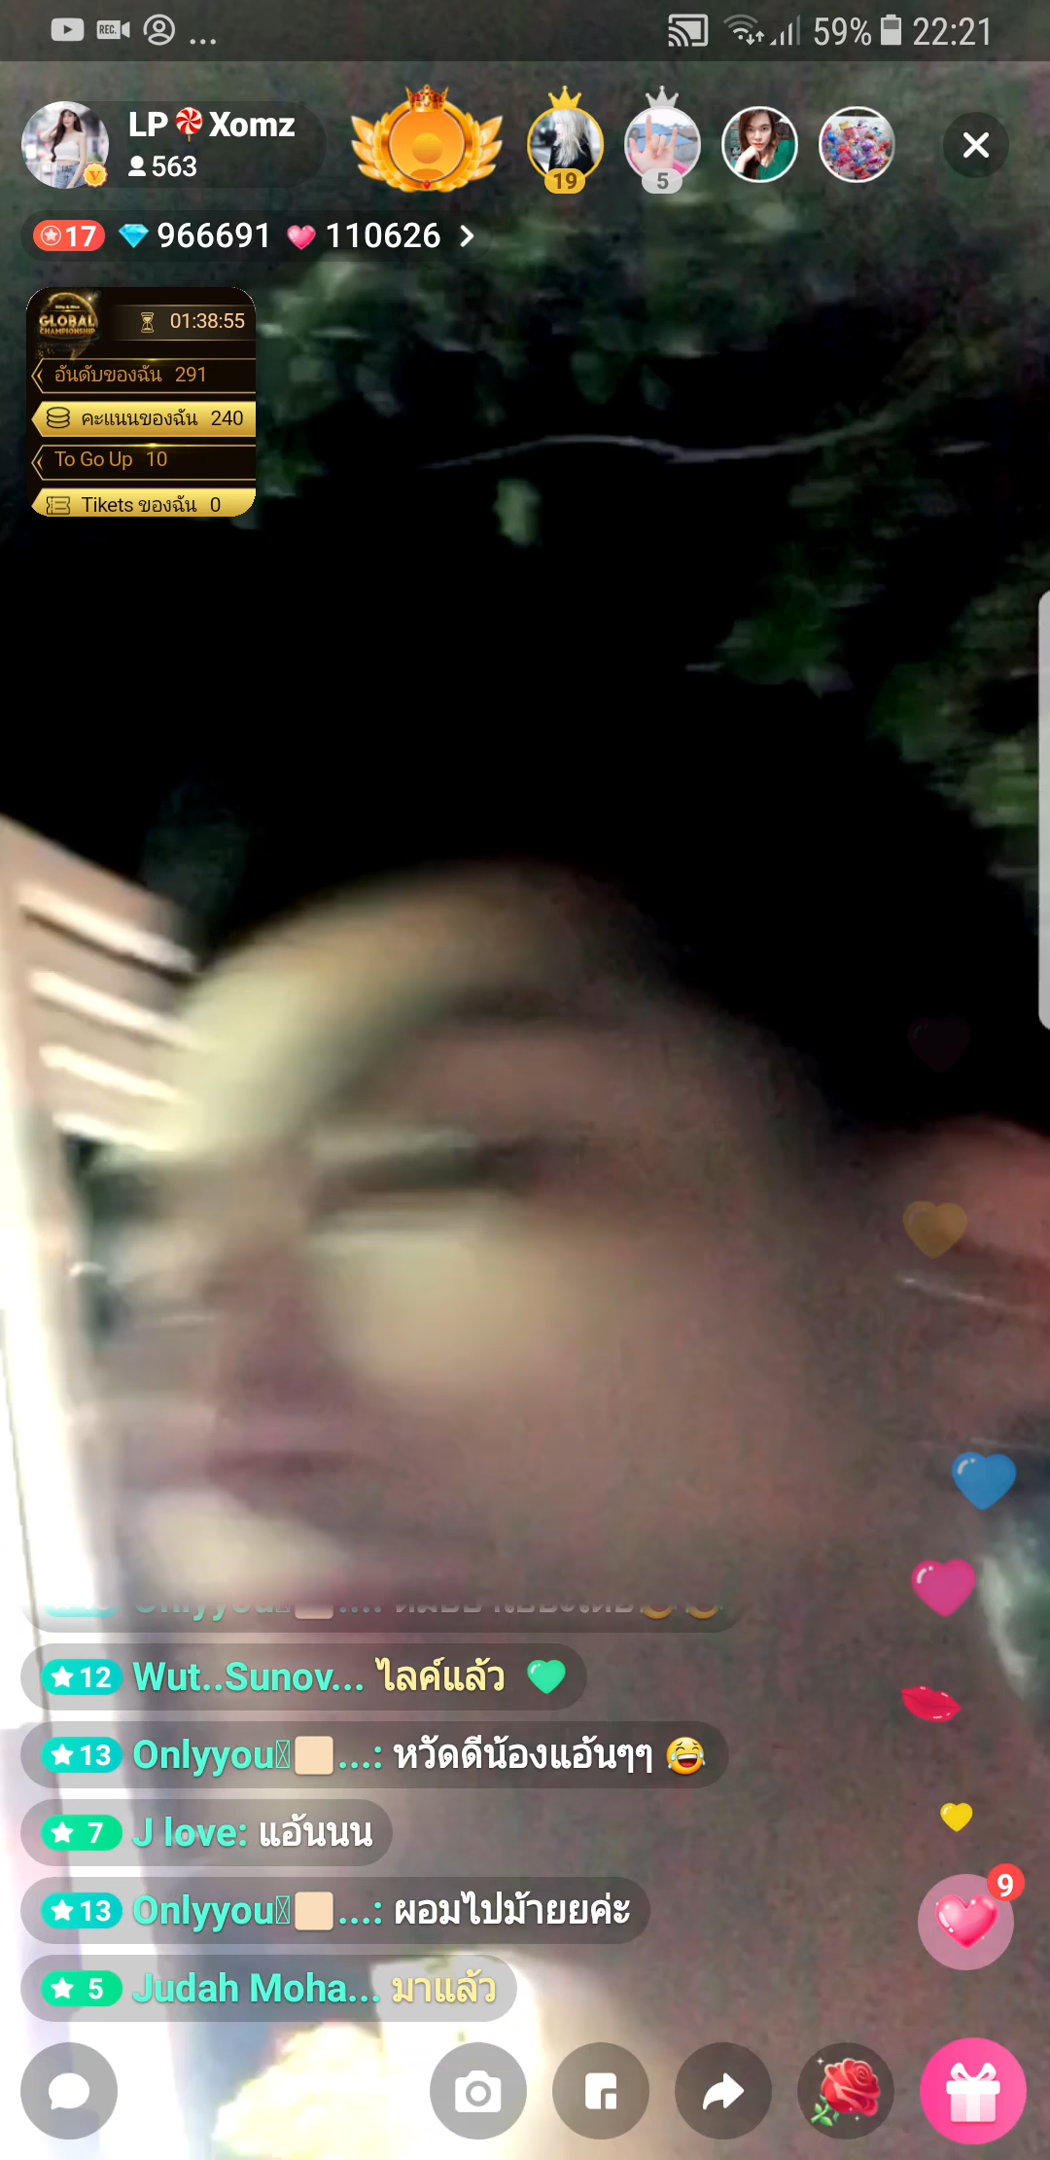 REC. ... 59% 22:21
LP Xomz
563
19 5
17 966691 110626
GLOBAL
CHAMPIONSHIP
01:38:55
อันดับของฉัน 291
คะแนนของฉัน 240
To Go Up 10
Tikets ของฉัน 0
12 Wut..Sunov... ไลค์แล้ว
13 Onlyyou...: หวัดดีน้องแอ้นๆๆ 😂
7 J love: แอ้นนน
13 Onlyyou...: ผอมไปม้ายยค่ะ
9
5 Judah Moha... มาแล้ว